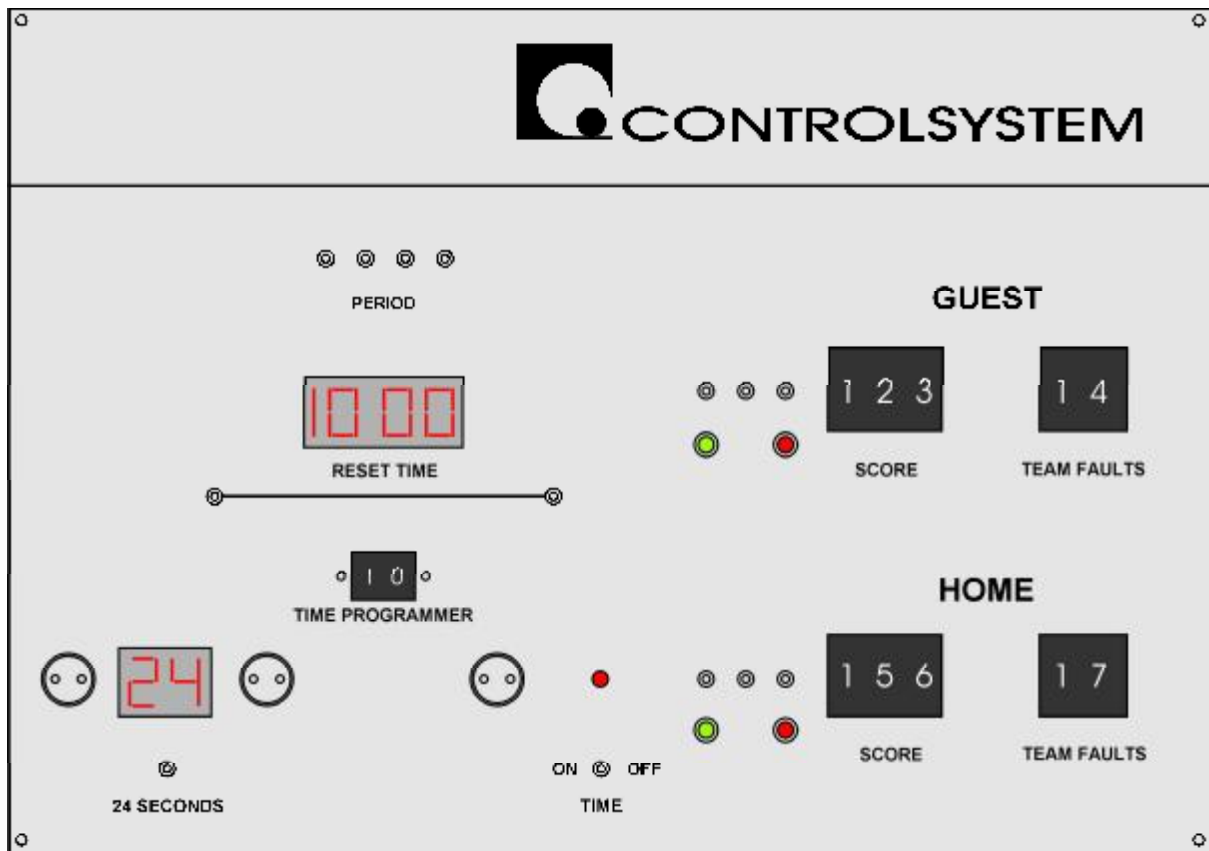 CONTROLSYSTEM
PERIOD
10 00
RESET TIME
10
TIME PROGRAMMER
24
24 SECONDS
ON OFF
TIME
GUEST
123 14
SCORE TEAM FAULTS
HOME
156 17
SCORE TEAM FAULTS